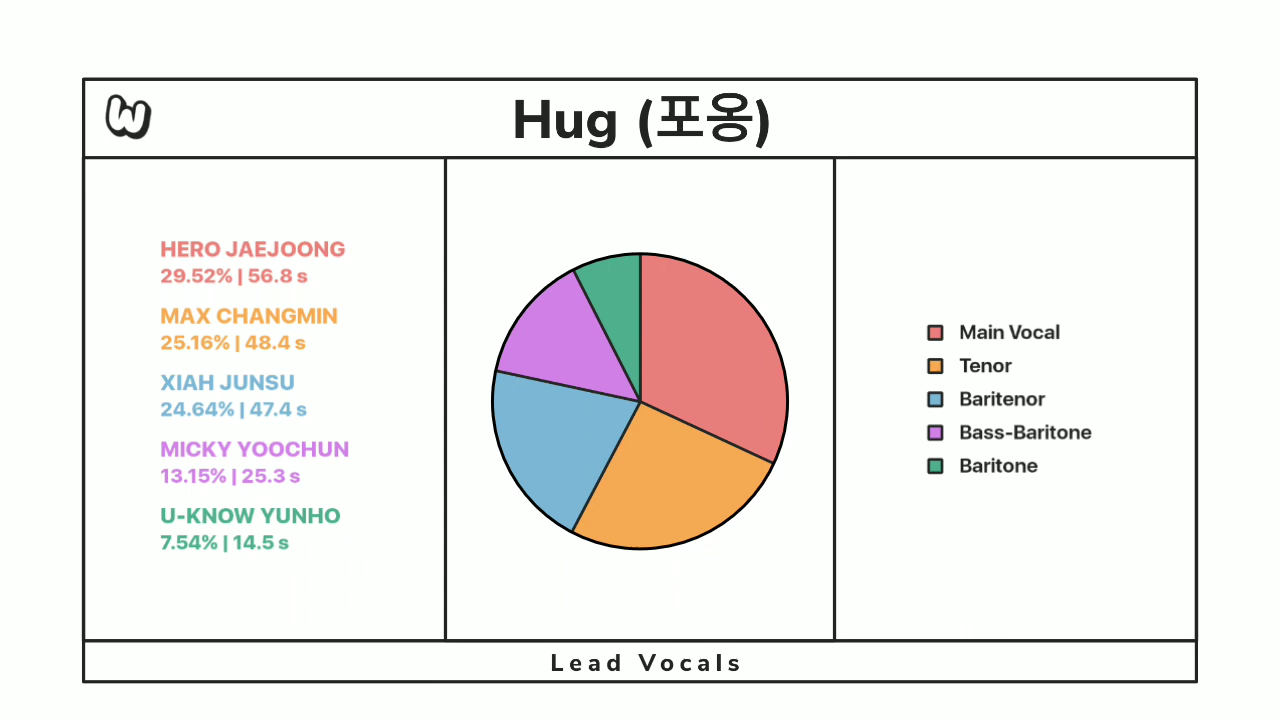 W
Hug (포옹)
HERO JAEJOONG
29.52% | 56.8 s
MAX CHANGMIN
25.16% | 48.4 s
XIAH JUNSU
24.64% | 47.4 s
MICKY YOOCHUN
13.15% | 25.3 s
U-KNOW YUNHO
7.54% | 14.5 s
Main Vocal
Tenor
Baritenor
Bass-Baritone
Baritone
Lead Vocals